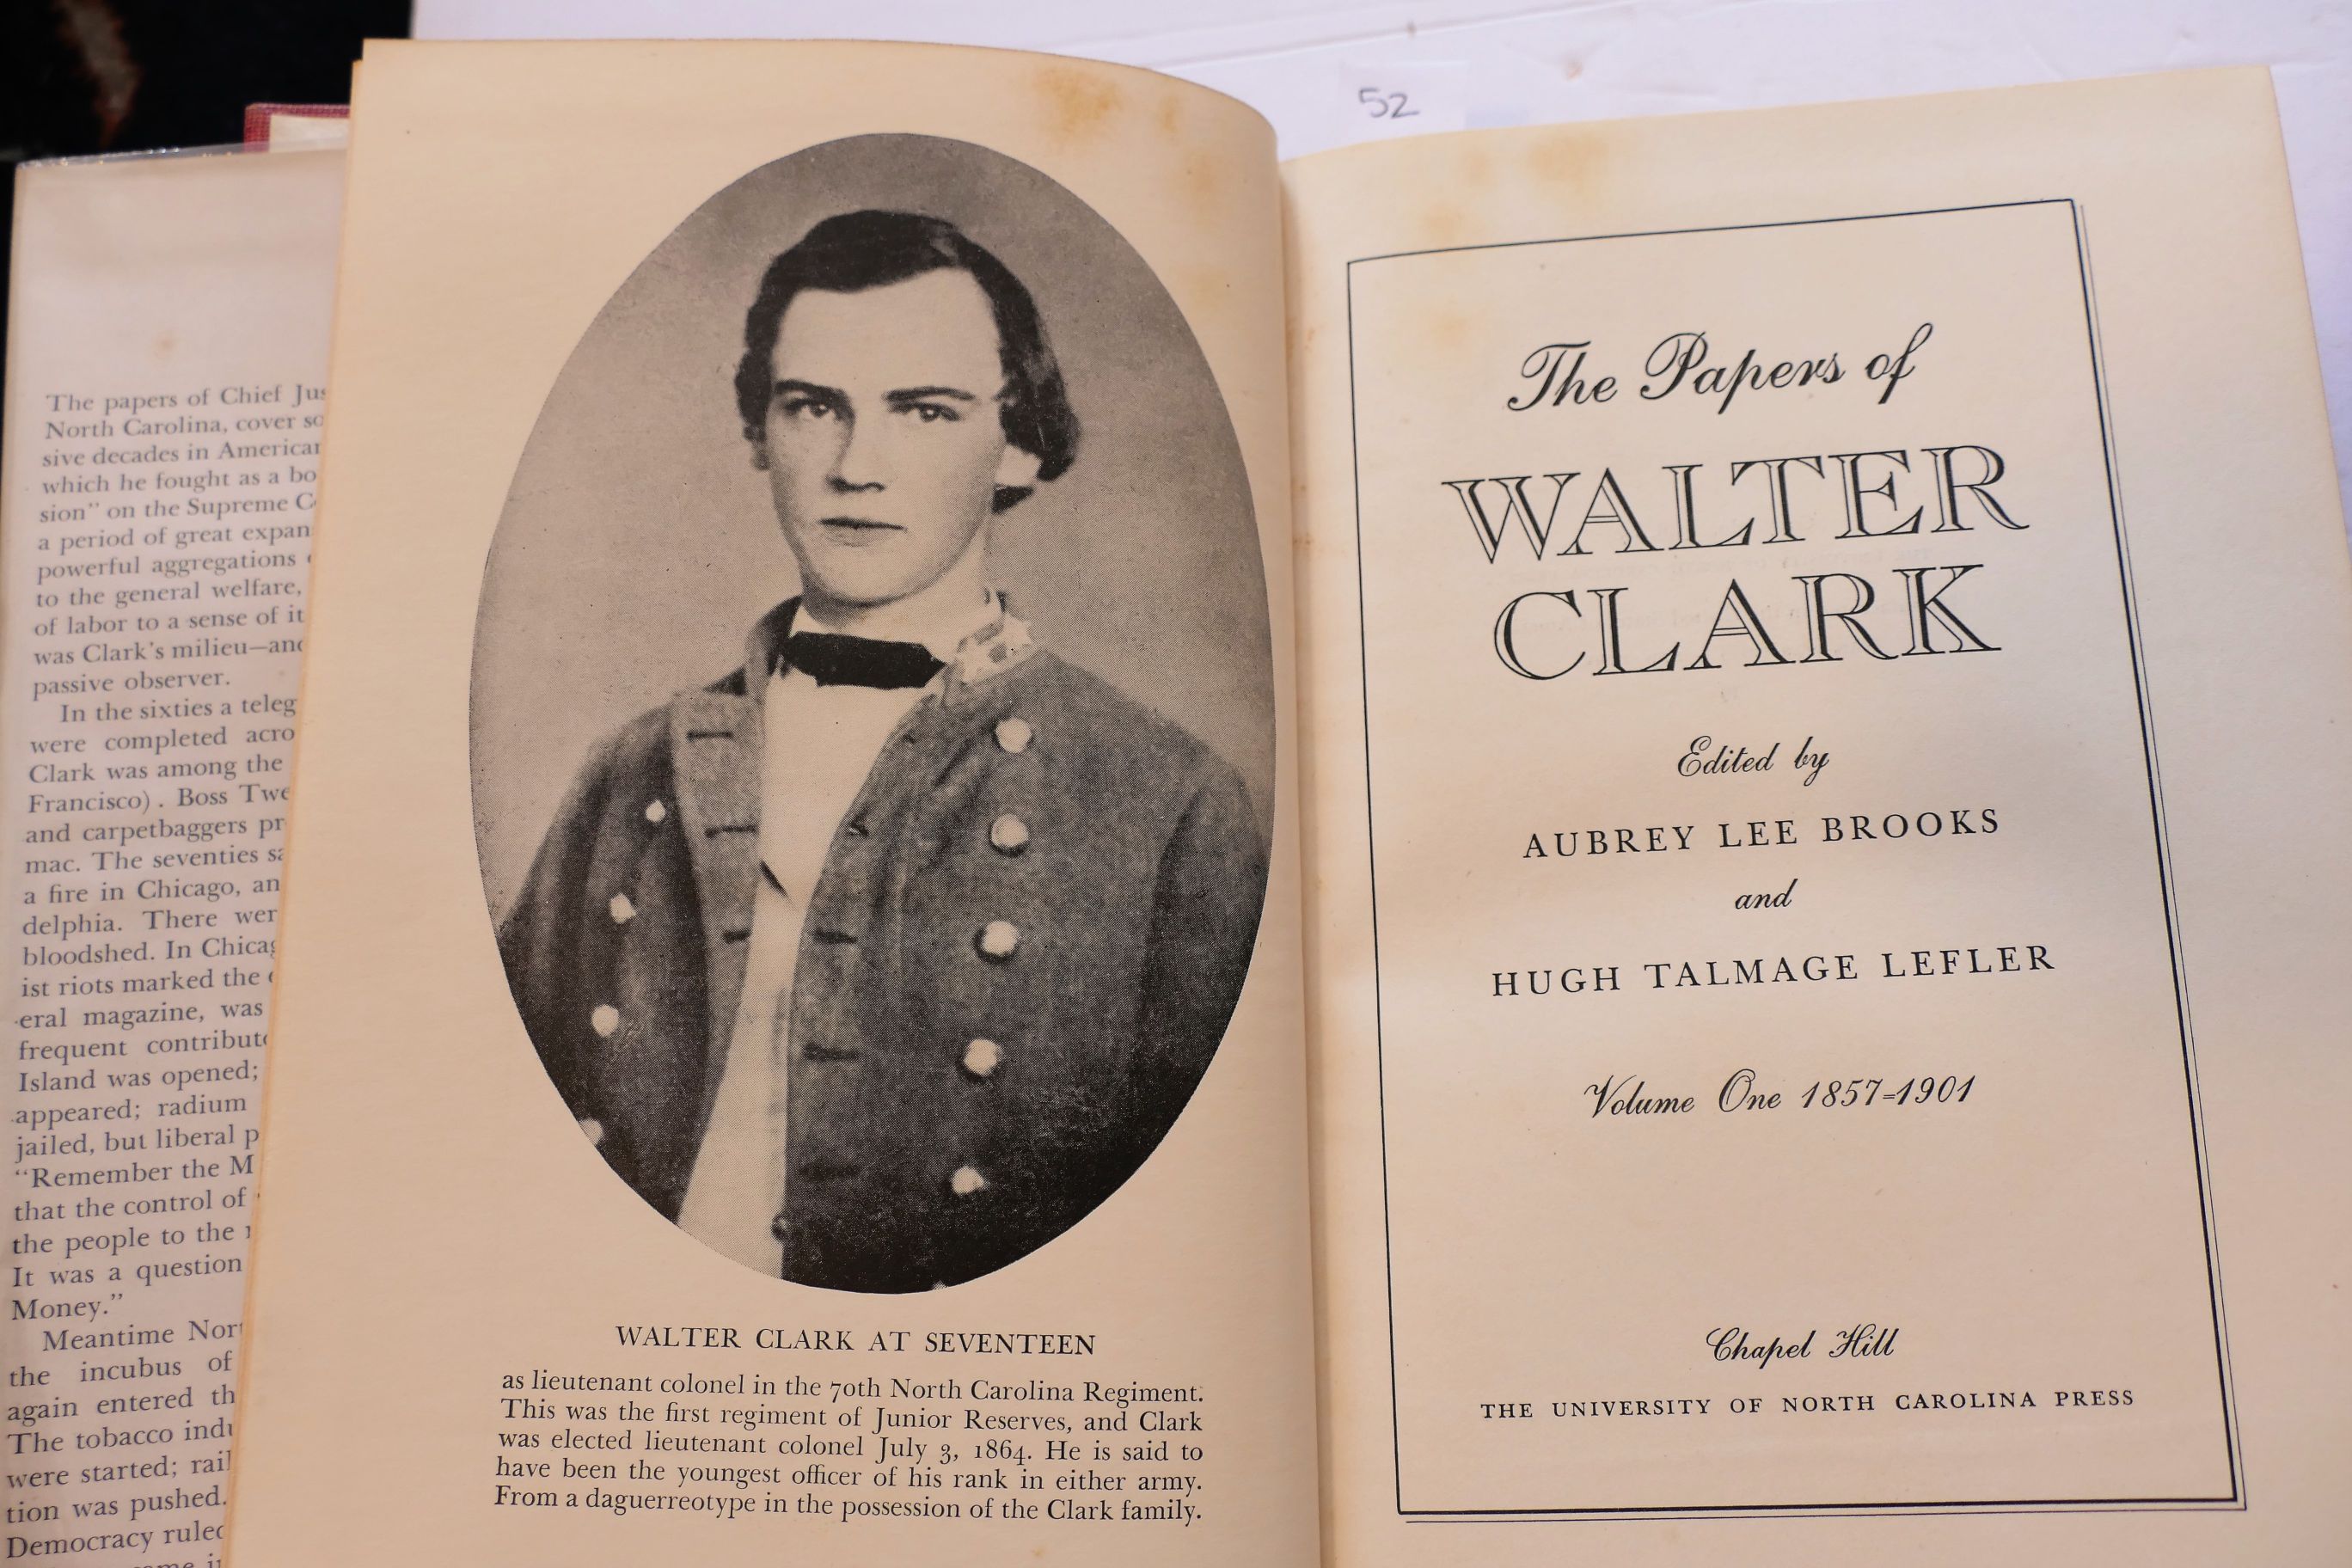 The papers of Chief
North Carolina, cover
sive decades in
which he fought as a
sion" on the Supreme
a period of great
powerful aggregations
to the general welfare,
of labor to a sense of
was Clark's milieu—
passive observer.
In the sixties a
were completed
Clark was among the
Francisco). Boss
and carpetbaggers
mac. The seventies
a fire in Chicago,
delphia. There
bloodshed. In
ist riots marked the
eral magazine, was
frequent
Island was opened;
appeared; radium
jailed, but liberal
"Remember the
that the control of
the people to the
It was a question
Money."
Meantime
the incubus of
again entered
The tobacco
were started;
tion was pushed.
Democracy
WALTER CLARK AT SEVENTEEN
as lieutenant colonel in the 70th North Carolina Regiment.
This was the first regiment of Junior Reserves, and Clark
was elected lieutenant colonel July 3, 1864. He is said to
have been the youngest officer of his rank in either army.
From a daguerreotype in the possession of the Clark family.
52
The Papers of
WALTER
CLARK
Edited by
AUBREY LEE BROOKS
and
HUGH TALMAGE LEFLER
Volume One 1857-1901
Chapel Hill
THE UNIVERSITY OF NORTH CAROLINA PRESS